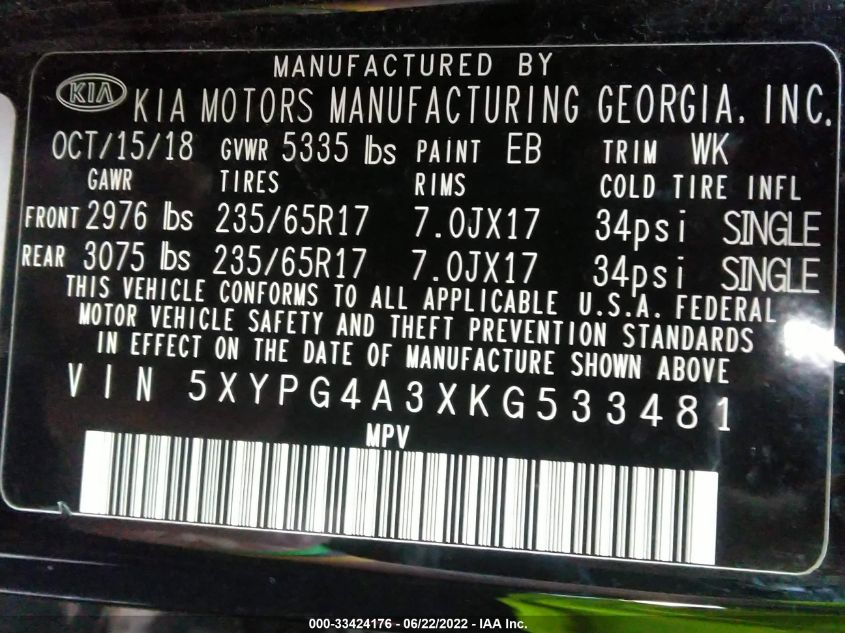 MANUFACTURED BY
KIA KIA MOTORS MANUFACTURING GEORGIA, INC.
OCT/15/18 GVWR 5335 lbs PAINT EB TRIM WK
GAWR TIRES RIMS COLD TIRE INFL
FRONT 2976 lbs 235/65R17 7.0JX17 34psi SINGLE
REAR 3075 lbs 235/65R17 7.0JX17 34psi SINGLE
THIS VEHICLE CONFORMS TO ALL APPLICABLE U.S.A. FEDERAL
MOTOR VEHICLE SAFETY AND THEFT PREVENTION STANDARDS
IN EFFECT ON THE DATE OF MANUFACTURE SHOWN ABOVE
VIN 5XYPG4A3XKG533481
MPV
000-33424176 - 06/22/2022 - IAA Inc.